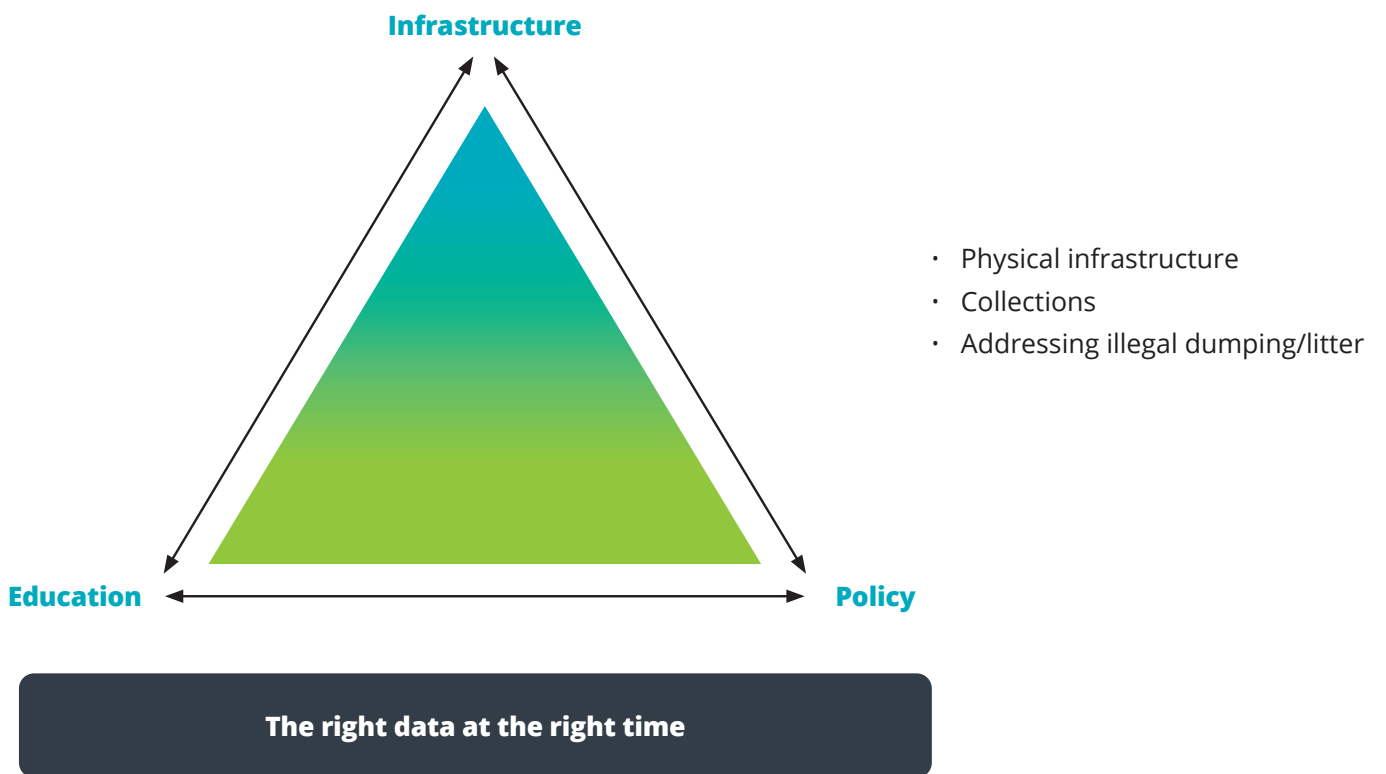 Infrastructure
· Physical infrastructure
· Collections
· Addressing illegal dumping/litter
Education
Policy
The right data at the right time